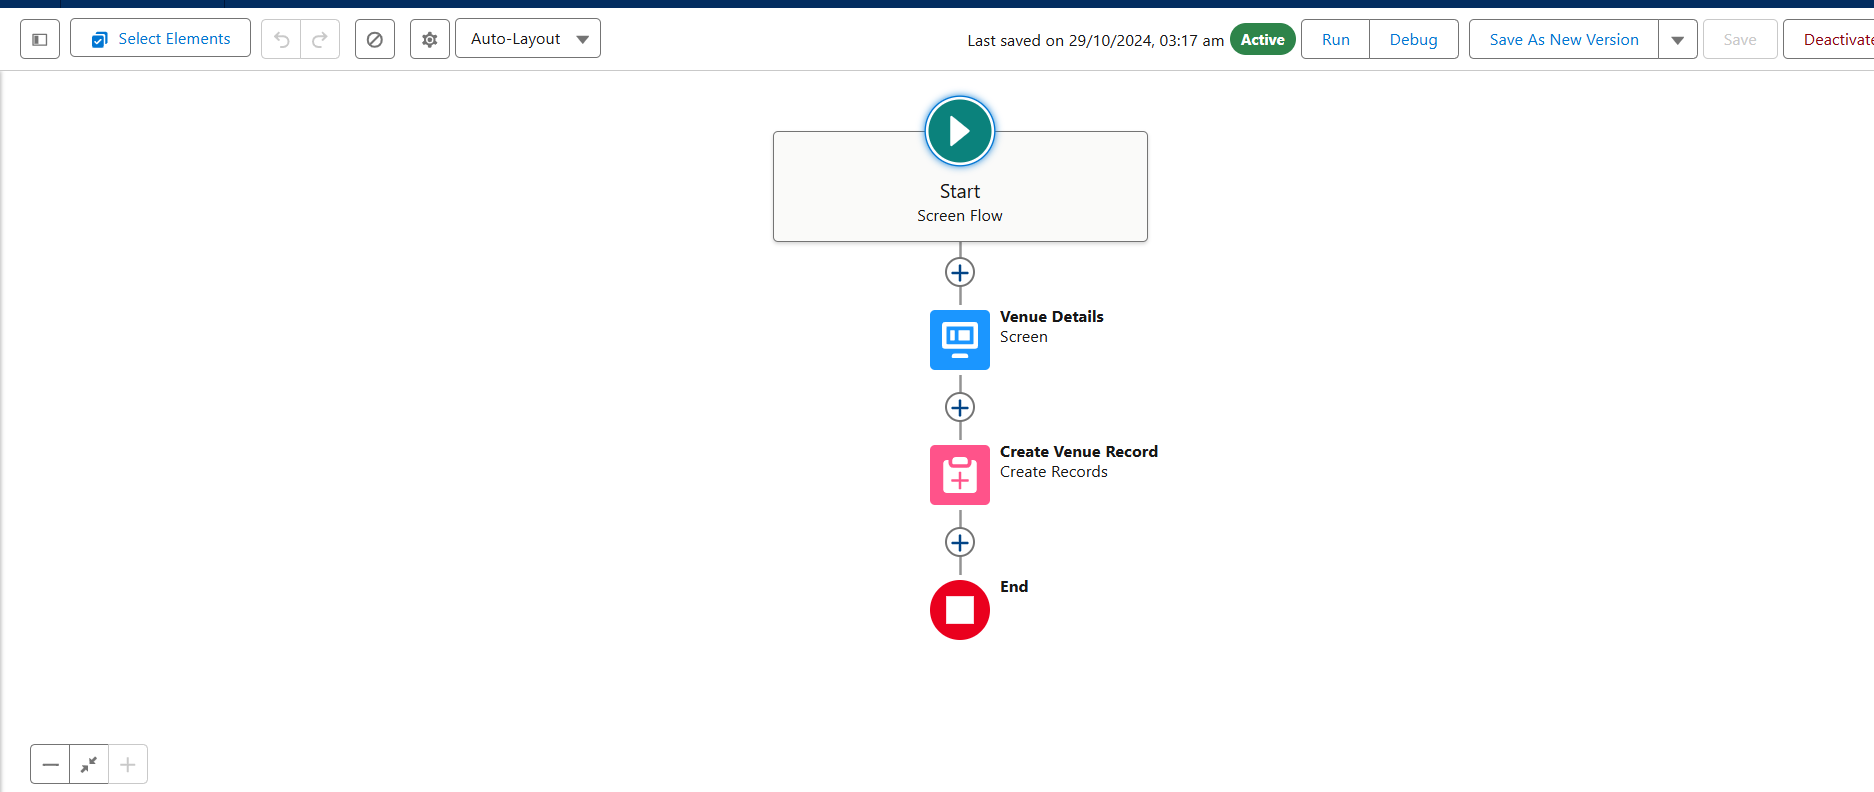 Select Elements
Auto-Layout
Last saved on 29/10/2024, 03:17 am
Active
Run
Debug
Save As New Version
Save
Deactivate
Start
Screen Flow
Venue Details
Screen
Create Venue Record
Create Records
End